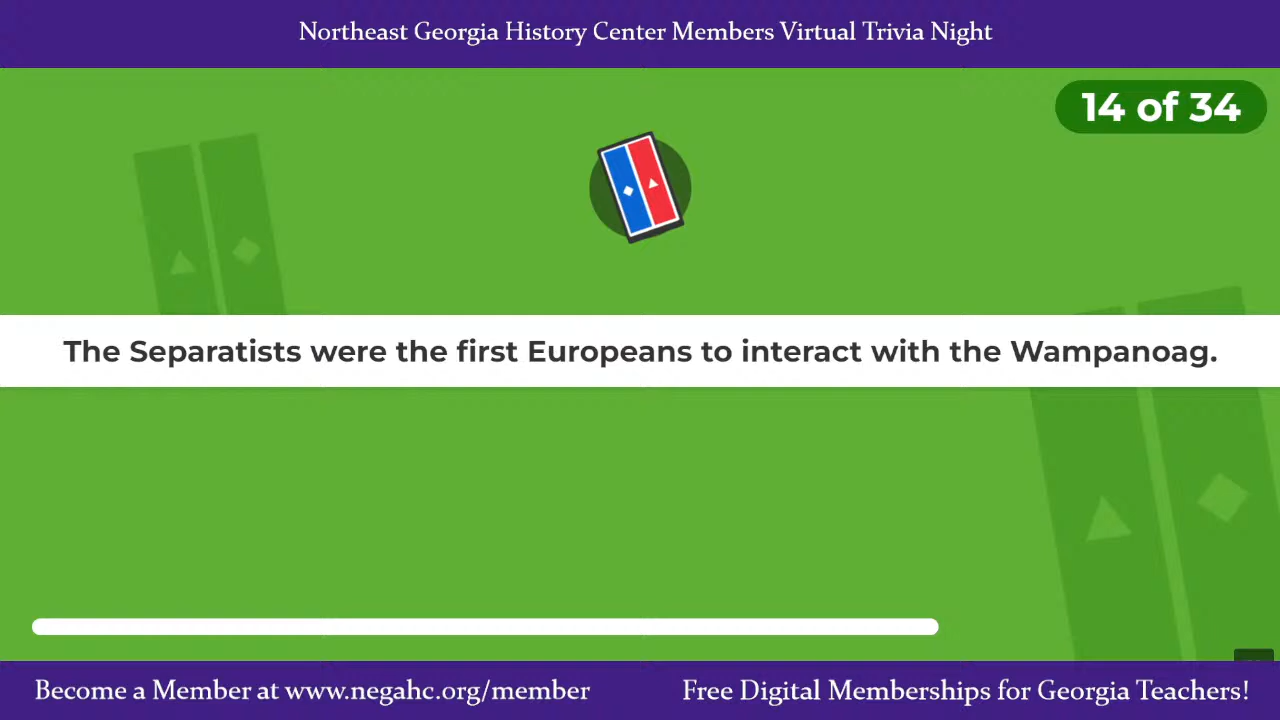 Northeast Georgia History Center Members Virtual Trivia Night
14 of 34
The Separatists were the first Europeans to interact with the Wampanoag.
Become a Member at www.negahc.org/member
Free Digital Memberships for Georgia Teachers!